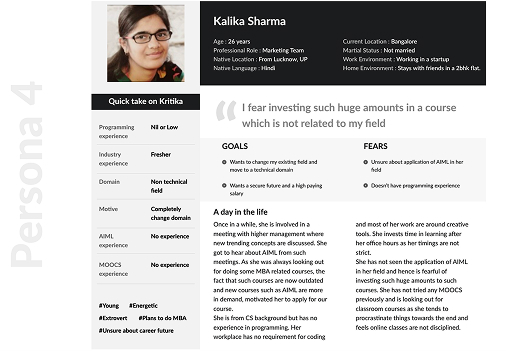 Persona 4
Kalika Sharma
Age : 26 years
Professional Role : Marketing Team
Native Location : From Lucknow, UP
Native Language : Hindi
Current Location : Bangalore
Martial Status : Not married
Work Environment : Working in a startup
Home Environment : Stays with friends in a 2bhk flat.
Quick take on Kritika
Programming experience
Nil or Low
Industry experience
Fresher
Domain
Non technical field
Motive
Completely change domain
AIML experience
No experience
MOOCS experience
No experience
#Young #Energetic
#Extrovert #Plans to do MBA
#Unsure about career future
“
I fear investing such huge amounts in a course
which is not related to my field
GOALS
Wants to change my existing field and
move to a technical domain
Wants a secure future and a high paying
salary
FEARS
Unsure about application of AIML in her
field
Doesn't have programming experience
A day in the life
Once in a while, she is involved in a
meeting with higher management where
new trending concepts are discussed. She
got to hear about AIML from such
meetings. As she was always looking out
for doing some MBA related courses, the
fact that such courses are now outdated
and new courses such as AIML are more
in demand, motivated her to apply for our
course.
She is from CS background but has no
experience in programming. Her
workplace has no requirement for coding
and most of her work are around creative
tools. She invests time in learning after
her office hours as her timings are not
strict.
She has not seen the application of AIML
in her field and hence is fearful of
investing such huge amounts to such
courses. She has not tried any MOOCS
previously and is looking out for
classroom courses as she tends to
procrastinate things towards the end and
feels online classes are not disciplined.